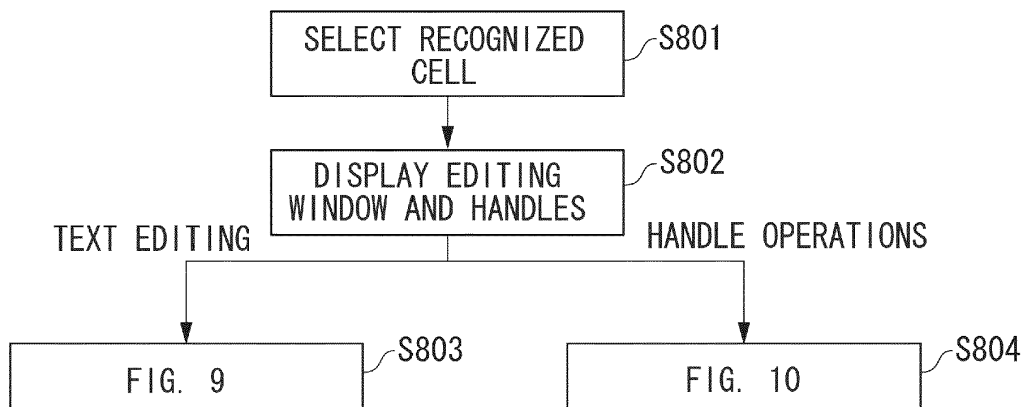 SELECT RECOGNIZED
CELL
S801
DISPLAY EDITING
WINDOW AND HANDLES
S802
TEXT EDITING
HANDLE OPERATIONS
FIG. 9
S803
FIG. 10
S804